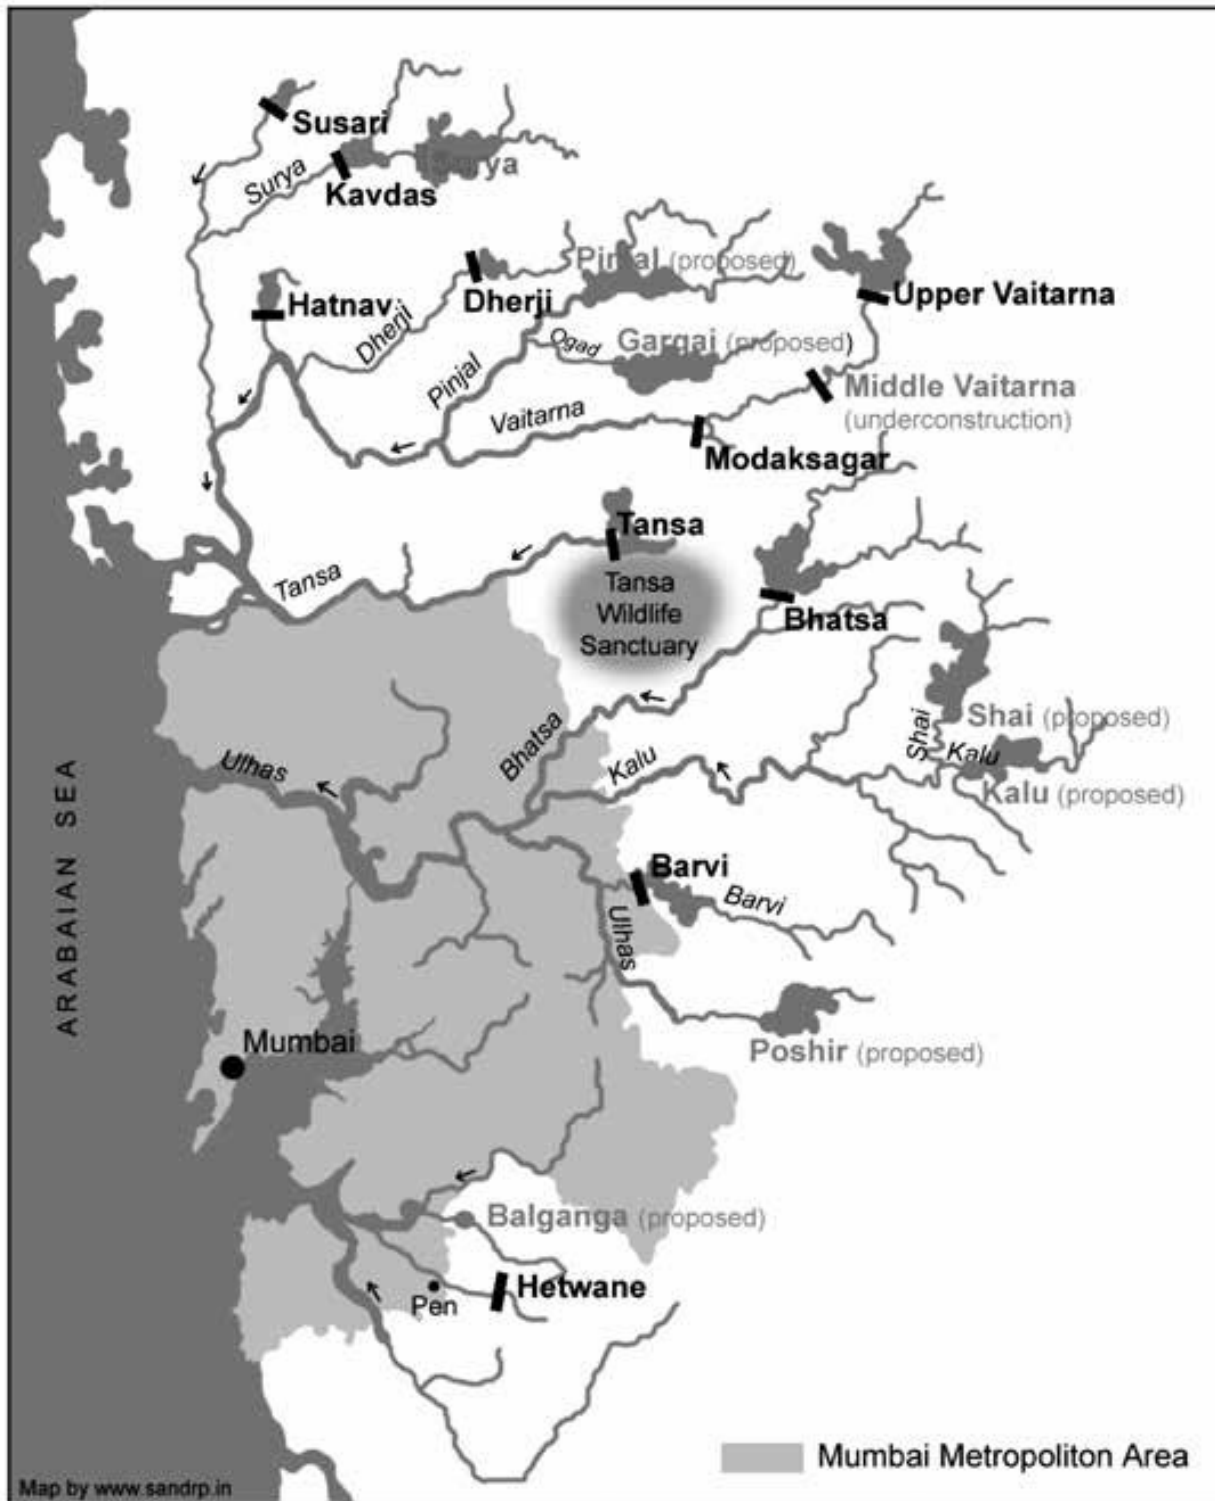 Susari
Surya
Surya
Kavdas
Pinjal (proposed)
Hatnav
Dherji
Dherji
Upper Vaitarna
Ogad
Gargai (proposed)
Pinjal
Middle Vaitarna
(underconstruction)
Vaitarna
Modaksagar
Tansa
Tansa
Tansa
Wildlife
Sanctuary
Bhatsa
Shai (proposed)
Shai
Bhatsa
Kalu
Kalu
Kalu (proposed)
Ulhas
ARABAIAN SEA
Barvi
Barvi
Ulhas
Mumbai
Poshir (proposed)
Balganga (proposed)
Hetwane
Pen
Mumbai Metropoliton Area
Map by www.sandrp.in